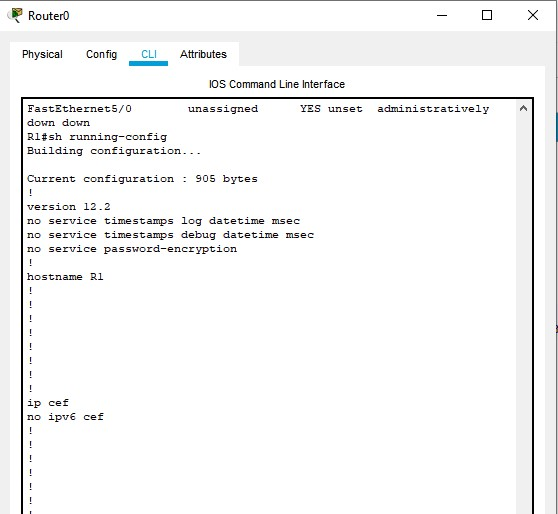 Router0
Physical Config CLI Attributes
IOS Command Line Interface
FastEthernet5/0 unassigned YES unset administratively
down down
R1#sh running-config
Building configuration...
Current configuration : 905 bytes
!
version 12.2
no service timestamps log datetime msec
no service timestamps debug datetime msec
no service password-encryption
!
hostname R1
!
!
!
!
!
!
!
!
ip cef
no ipv6 cef
!
!
!
!
!
!